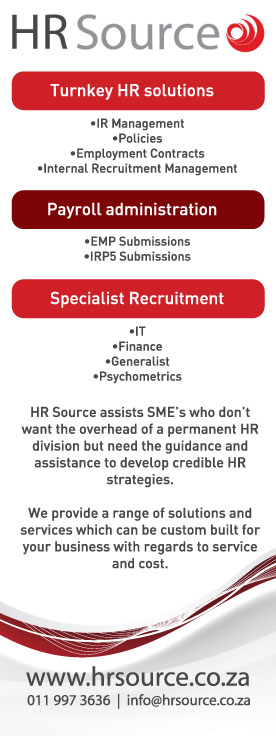 HR Source
Turnkey HR solutions
•IR Management
•Policies
•Employment Contracts
•Internal Recruitment Management
Payroll administration
•EMP Submissions
•IRP5 Submissions
Specialist Recruitment
•IT
•Finance
•Generalist
•Psychometrics
HR Source assists SME's who don't
want the overhead of a permanent HR
division but need the guidance and
assistance to develop credible HR
strategies.
We provide a range of solutions and
services which can be custom built for
your business with regards to service
and cost.
www.hrsource.co.za
011 997 3636 | info@hrsource.co.za